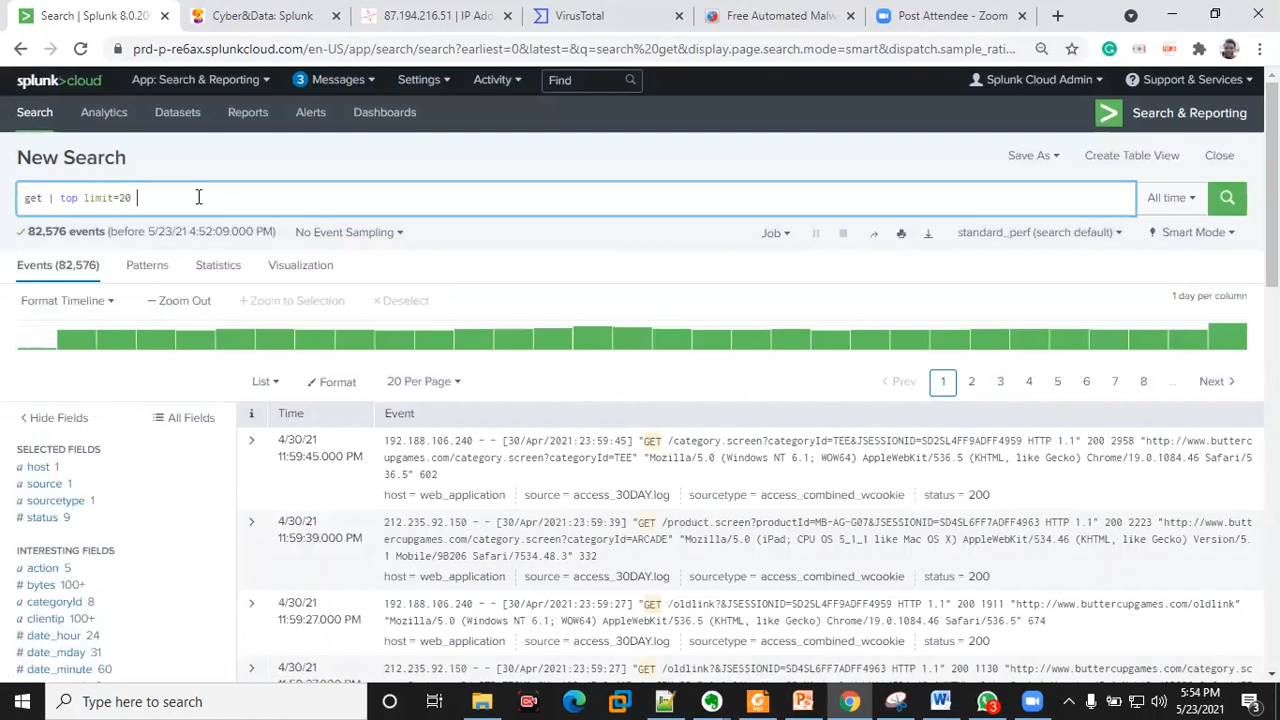 Search | Splunk 8.0.20
Cyber&Data: Splunk
87.194.216.51 | IP Add
VirusTotal
Free Automated Malw
Post Attendee - Zoom
prd-p-re6ax.splunkcloud.com/en-US/app/search/search?earliest=0&latest=&q=search%20get&display.page.search.mode=smart&dispatch.sample_rati...
splunk>cloud App: Search & Reporting 3 Messages Settings Activity Find Splunk Cloud Admin Support & Services
Search Analytics Datasets Reports Alerts Dashboards > Search & Reporting
New Search Save As Create Table View Close
get | top limit=20 All time
82,576 events (before 5/23/21 4:52:09.000 PM) No Event Sampling Job standard_perf (search default) Smart Mode
Events (82,576) Patterns Statistics Visualization
Format Timeline — Zoom Out + Zoom to Selection × Deselect 1 day per column
List Format 20 Per Page < Prev 1 2 3 4 5 6 7 8 ... Next >
< Hide Fields All Fields i Time Event
SELECTED FIELDS
a host 1
a source 1
a sourcetype 1
# status 9
INTERESTING FIELDS
a action 5
# bytes 100+
a categoryId 8
a clientip 100+
# date_hour 24
# date_mday 31
# date_minute 60
4/30/21
11:59:45.000 PM
192.188.106.240 - - [30/Apr/2021:23:59:45] "GET /category.screen?categoryId=TEE&JSESSIONID=SD2SL4FF9ADFF4959 HTTP 1.1" 200 2958 "http://www.butterc
upgames.com/category.screen?categoryId=TEE" "Mozilla/5.0 (Windows NT 6.1; WOW64) AppleWebKit/536.5 (KHTML, like Gecko) Chrome/19.0.1084.46 Safari/5
36.5" 602
host = web_application source = access_30DAY.log sourcetype = access_combined_wcookie status = 200
4/30/21
11:59:39.000 PM
212.235.92.150 - - [30/Apr/2021:23:59:39] "GET /product.screen?productId=MB-AG-G07&JSESSIONID=SD4SL6FF7ADFF4963 HTTP 1.1" 200 2223 "http://www.butt
ercupgames.com/category.screen?categoryId=ARCADE" "Mozilla/5.0 (iPad; CPU OS 5_1_1 like Mac OS X) AppleWebKit/534.46 (KHTML, like Gecko) Version/5.
1 Mobile/9B206 Safari/7534.48.3" 332
host = web_application source = access_30DAY.log sourcetype = access_combined_wcookie status = 200
4/30/21
11:59:27.000 PM
192.188.106.240 - - [30/Apr/2021:23:59:27] "GET /oldlink?&JSESSIONID=SD2SL4FF9ADFF4959 HTTP 1.1" 200 1911 "http://www.buttercupgames.com/oldlink"
"Mozilla/5.0 (Windows NT 6.1; WOW64) AppleWebKit/536.5 (KHTML, like Gecko) Chrome/19.0.1084.46 Safari/536.5" 674
host = web_application source = access_30DAY.log sourcetype = access_combined_wcookie status = 200
4/30/21
11:59:27.000 PM
212.235.92.150 - - [30/Apr/2021:23:59:27] "GET /oldlink?&JSESSIONID=SD4SL6FF7ADFF4963 HTTP 1.1" 200 1130 "http://www.buttercupgames.com/category.sc
Type here to search
3
5:54 PM
5/23/2021
3